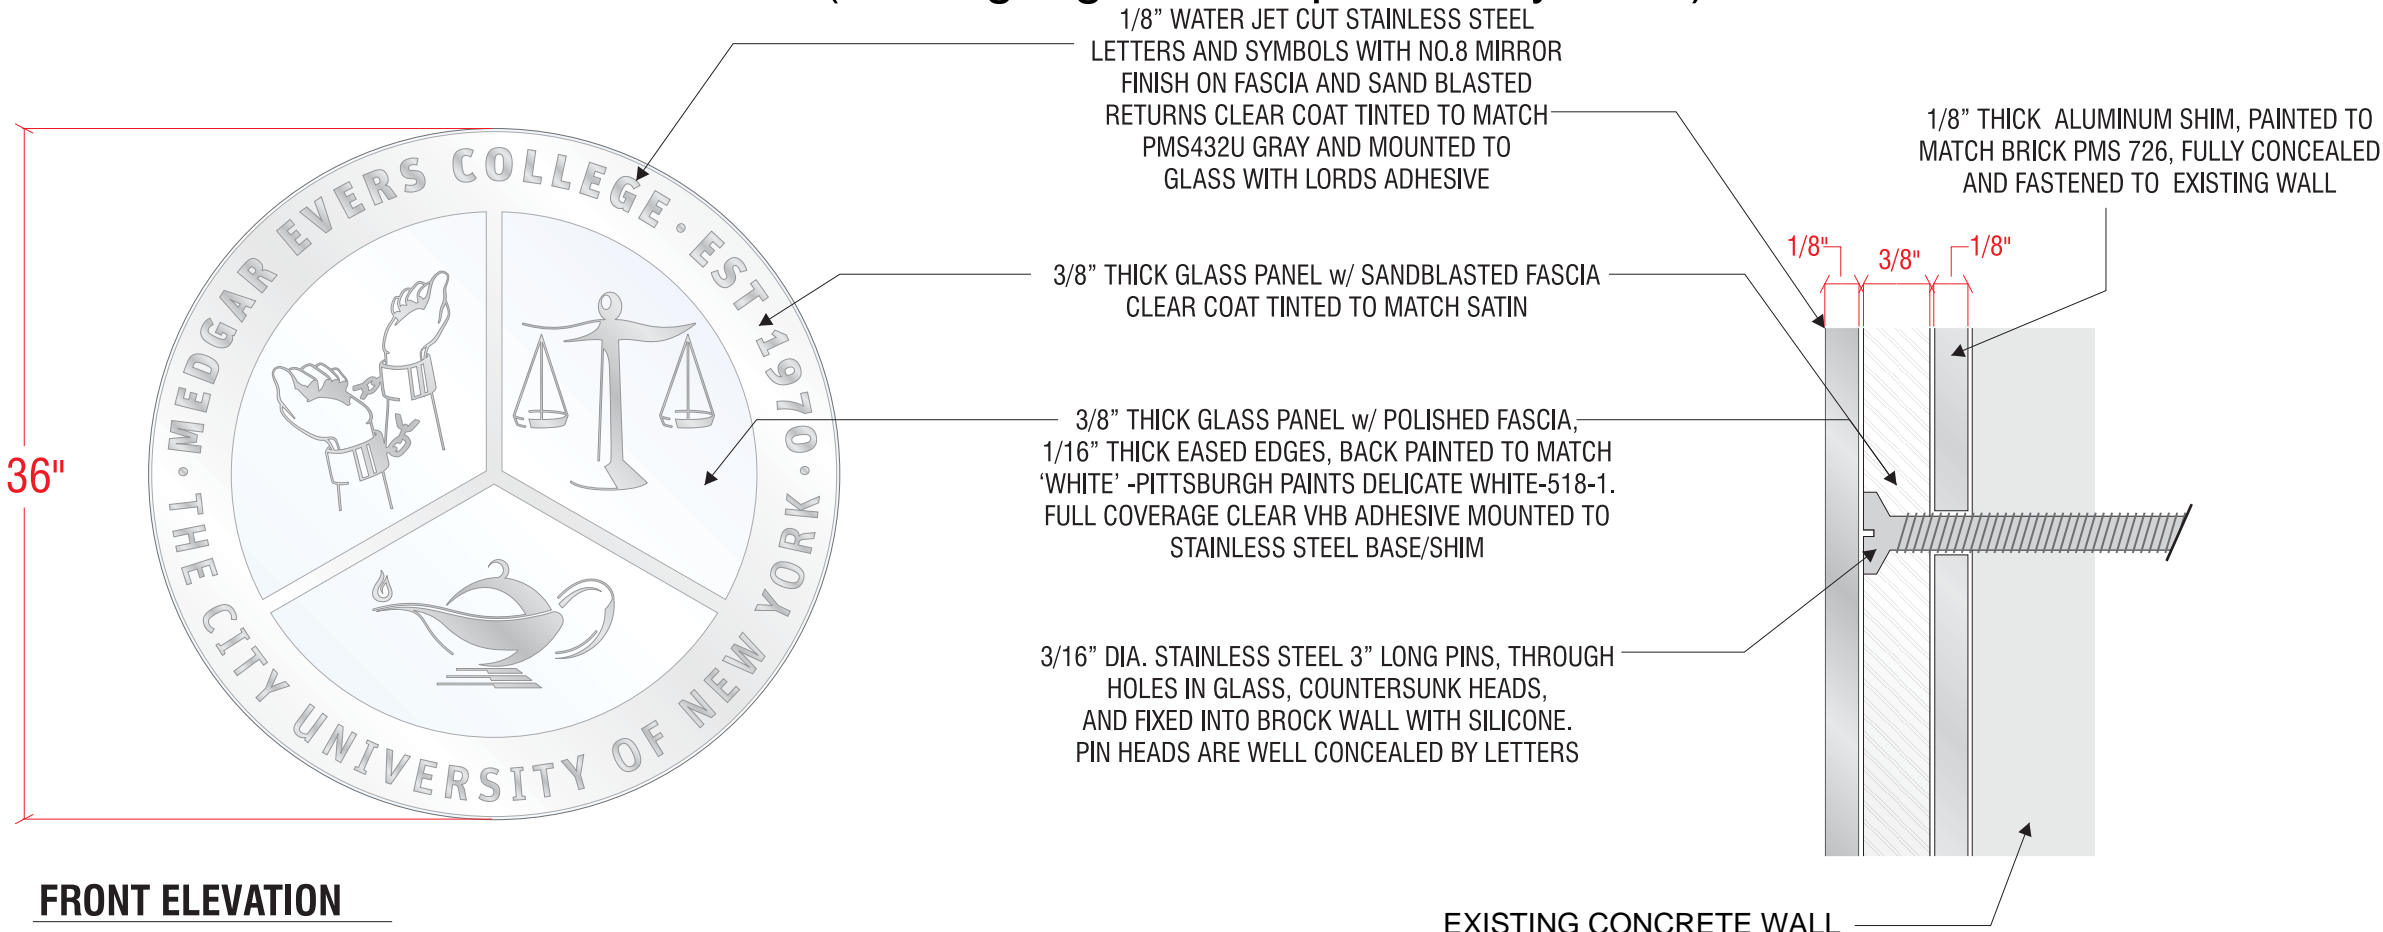 1/8” WATER JET CUT STAINLESS STEEL
LETTERS AND SYMBOLS WITH NO.8 MIRROR
FINISH ON FASCIA AND SAND BLASTED
RETURNS CLEAR COAT TINTED TO MATCH
PMS432U GRAY AND MOUNTED TO
GLASS WITH LORDS ADHESIVE
1/8” THICK ALUMINUM SHIM, PAINTED TO
MATCH BRICK PMS 726, FULLY CONCEALED
AND FASTENED TO EXISTING WALL
36"
MEDGAR EVERS COLLEGE · EST 1970 ·
THE CITY UNIVERSITY OF NEW YORK ·
3/8” THICK GLASS PANEL w/ SANDBLASTED FASCIA
CLEAR COAT TINTED TO MATCH SATIN
1/8"
3/8"
1/8"
3/8” THICK GLASS PANEL w/ POLISHED FASCIA,
1/16” THICK EASED EDGES, BACK PAINTED TO MATCH
‘WHITE’ -PITTSBURGH PAINTS DELICATE WHITE-518-1.
FULL COVERAGE CLEAR VHB ADHESIVE MOUNTED TO
STAINLESS STEEL BASE/SHIM
3/16” DIA. STAINLESS STEEL 3” LONG PINS, THROUGH
HOLES IN GLASS, COUNTERSUNK HEADS,
AND FIXED INTO BROCK WALL WITH SILICONE.
PIN HEADS ARE WELL CONCEALED BY LETTERS
FRONT ELEVATION
EXISTING CONCRETE WALL